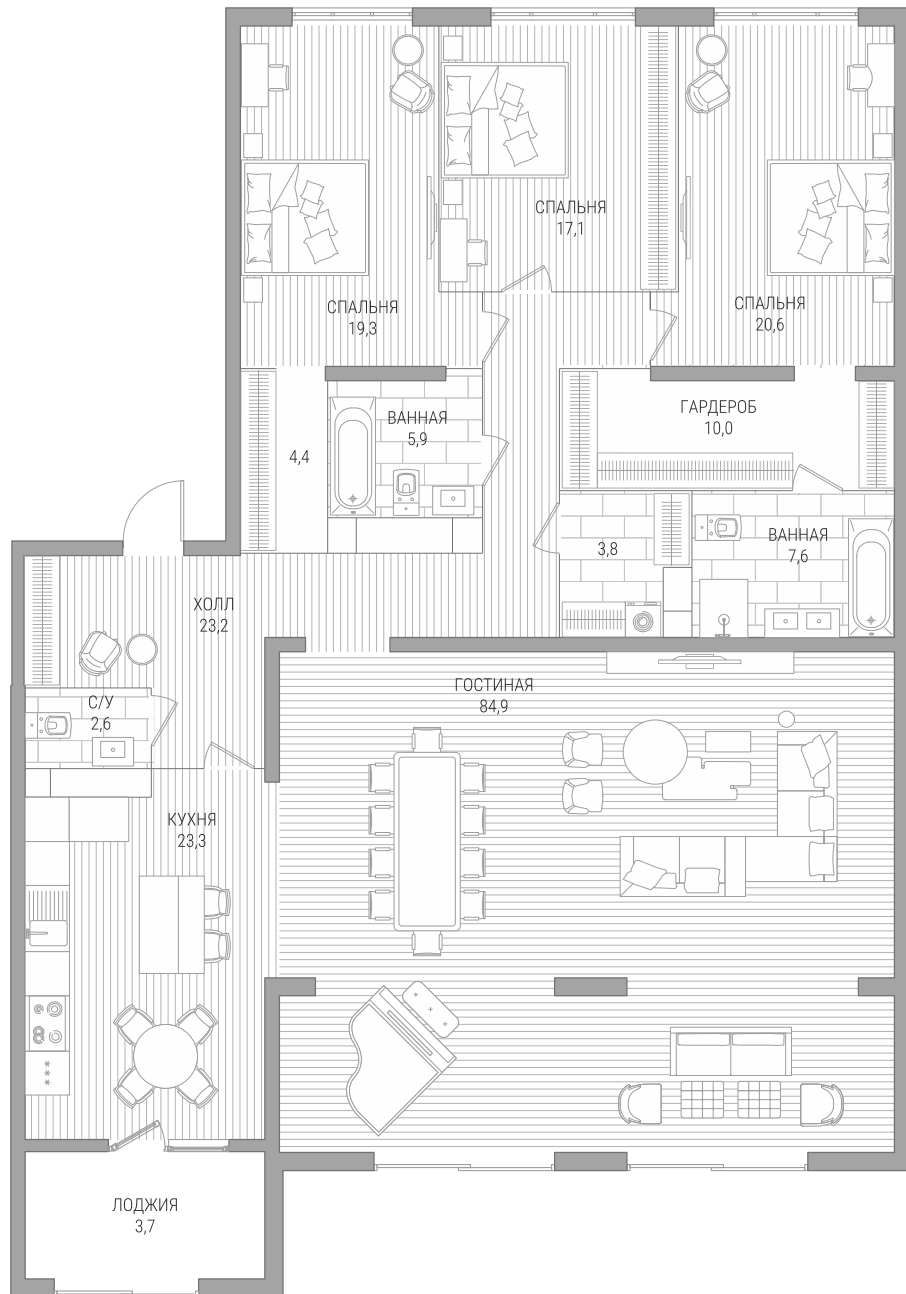 СПАЛЬНЯ
17,1
СПАЛЬНЯ
19,3
СПАЛЬНЯ
20,6
ГАРДЕРОБ
10,0
ВАННАЯ
5,9
4,4
3,8
ВАННАЯ
7,6
ХОЛЛ
23,2
ГОСТИНАЯ
84,9
С/У
2,6
КУХНЯ
23,3
ЛОДЖИЯ
3,7